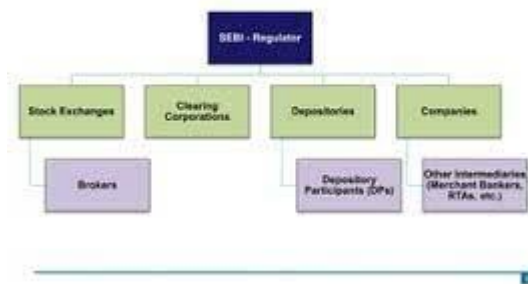 SEBI - Regulator
Stock Exchanges
Clearing
Corporations
Depositories
Companies
Brokers
Depository
Participants (DPs)
Other Intermediaries
(Merchant Bankers,
RTAs, etc.)